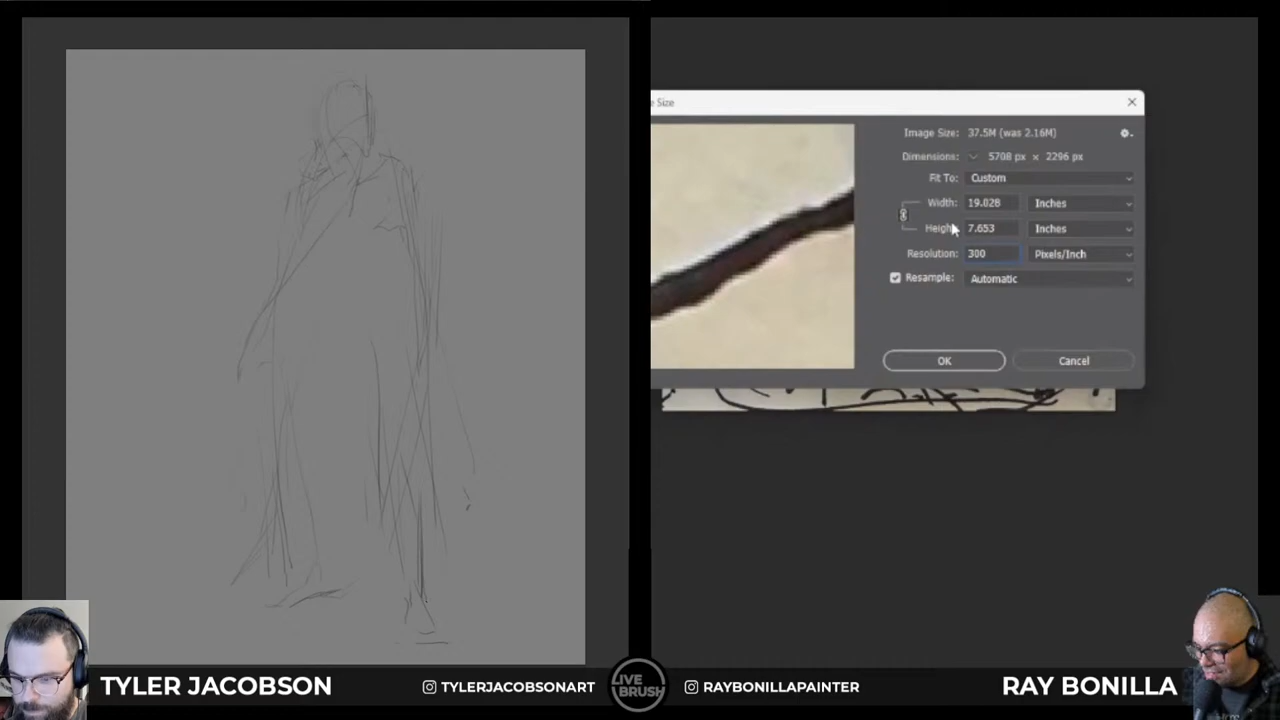 e Size
Image Size: 37.5M (was 2.16M)
Dimensions: 5708 px × 2296 px
Fit To: Custom
Width: 19.028 Inches
Height: 7.653 Inches
Resolution: 300 Pixels/Inch
Resample: Automatic
OK Cancel
TYLER JACOBSON TYLERJACOBSONART LIVE BRUSH RAYBONILLAPAINTER RAY BONILLA